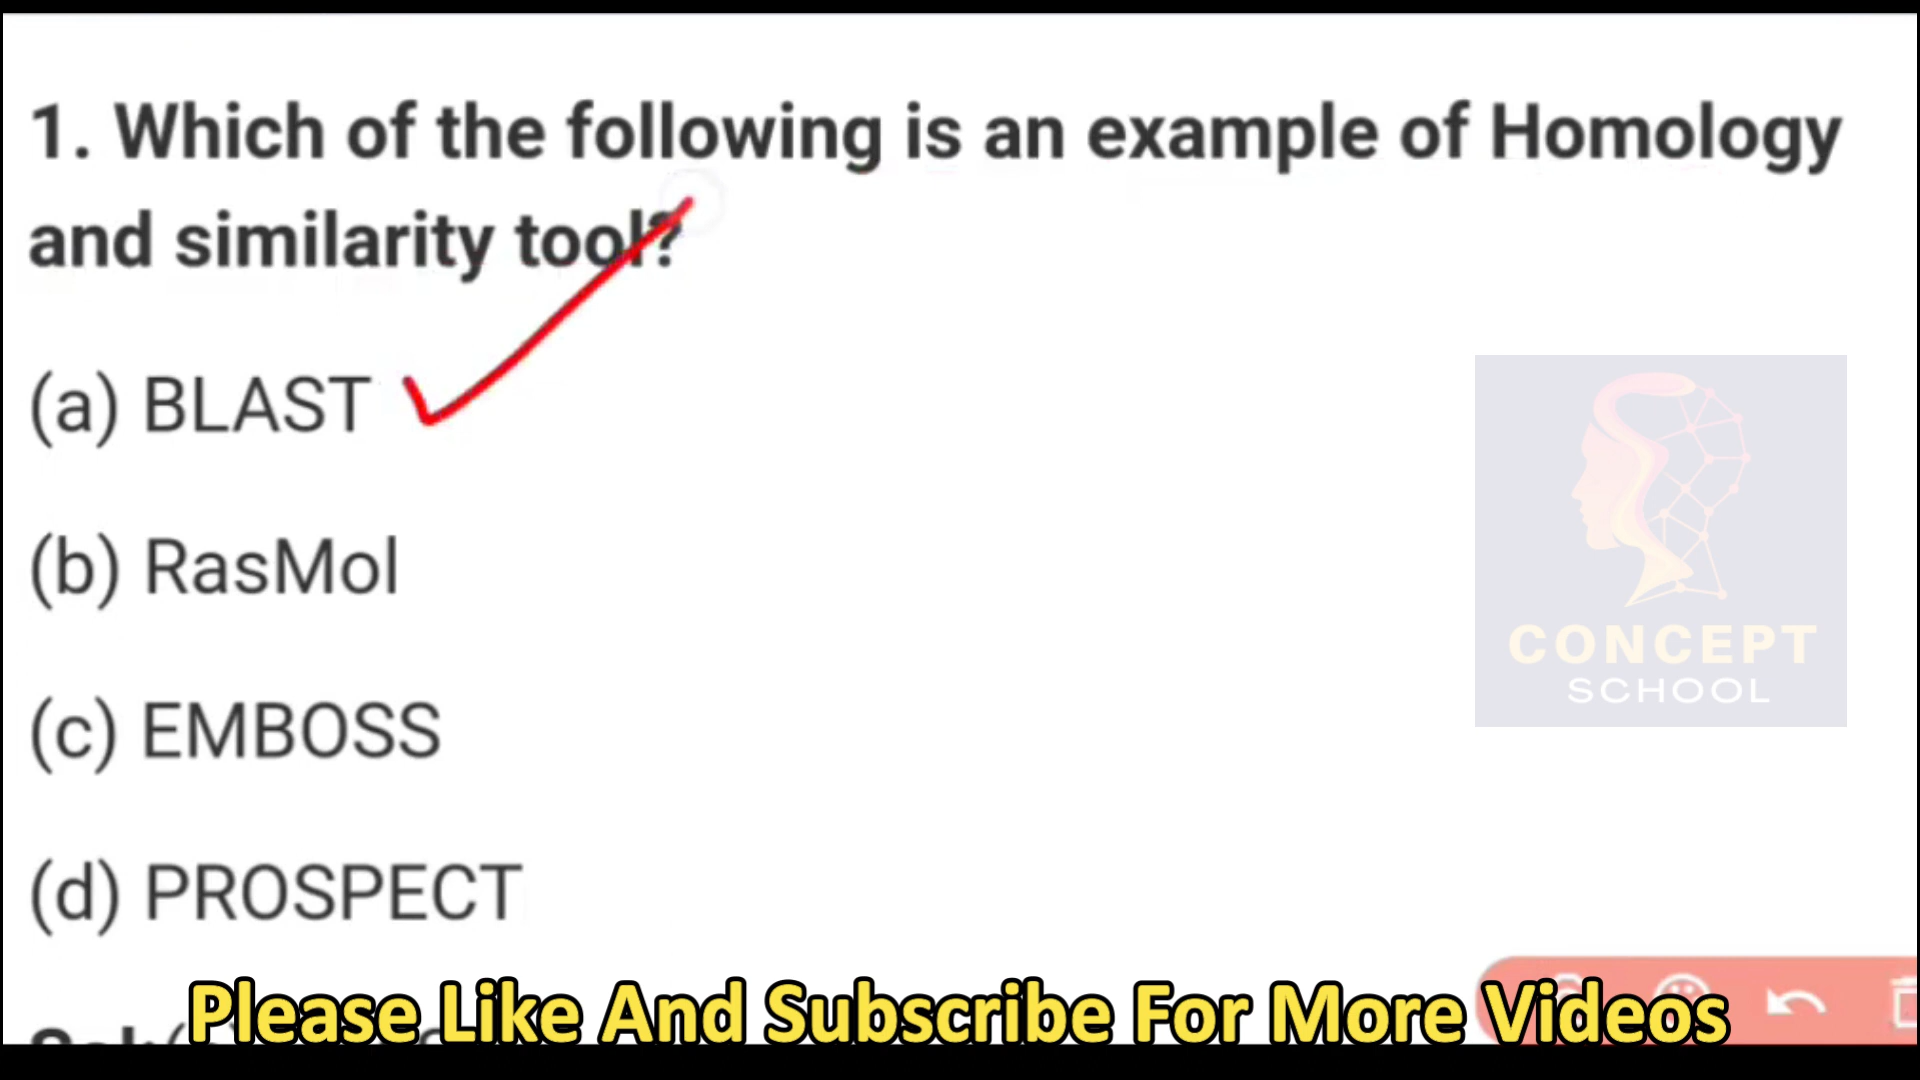 1. Which of the following is an example of Homology
and similarity tool?
(a) BLAST
(b) RasMol
(c) EMBOSS
(d) PROSPECT
CONCEPT
SCHOOL
Please Like And Subscribe For More Videos